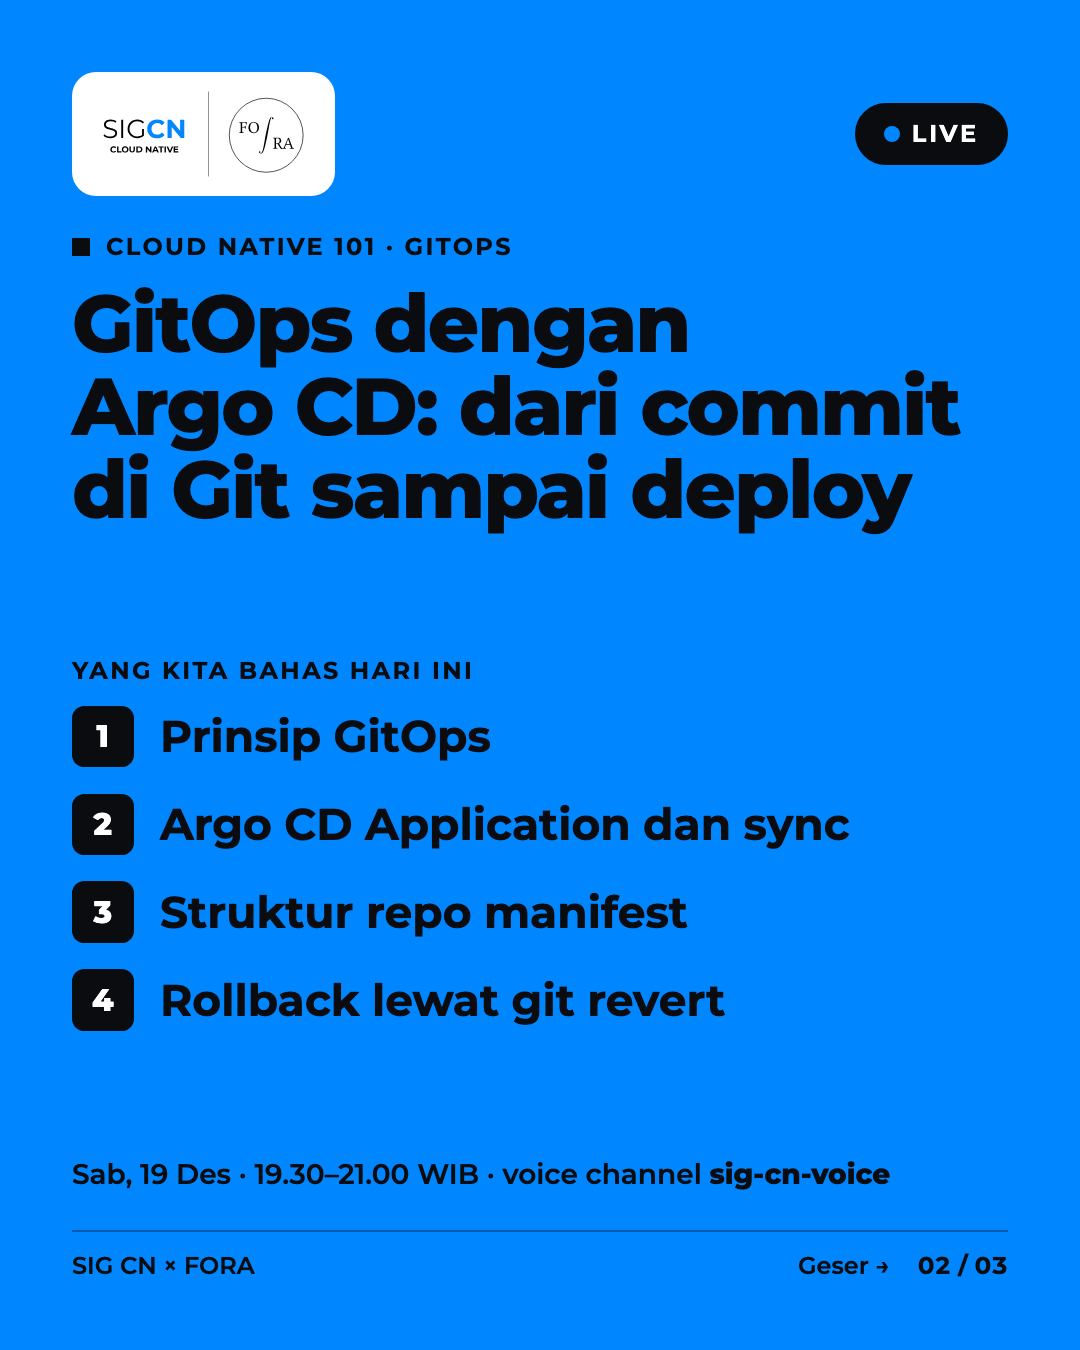 SIGCN
CLOUD NATIVE
FO RA
LIVE
CLOUD NATIVE 101 · GITOPS
GitOps dengan
Argo CD: dari commit
di Git sampai deploy
YANG KITA BAHAS HARI INI
1 Prinsip GitOps
2 Argo CD Application dan sync
3 Struktur repo manifest
4 Rollback lewat git revert
Sab, 19 Des · 19.30–21.00 WIB · voice channel sig-cn-voice
SIG CN × FORA
Geser → 02 / 03